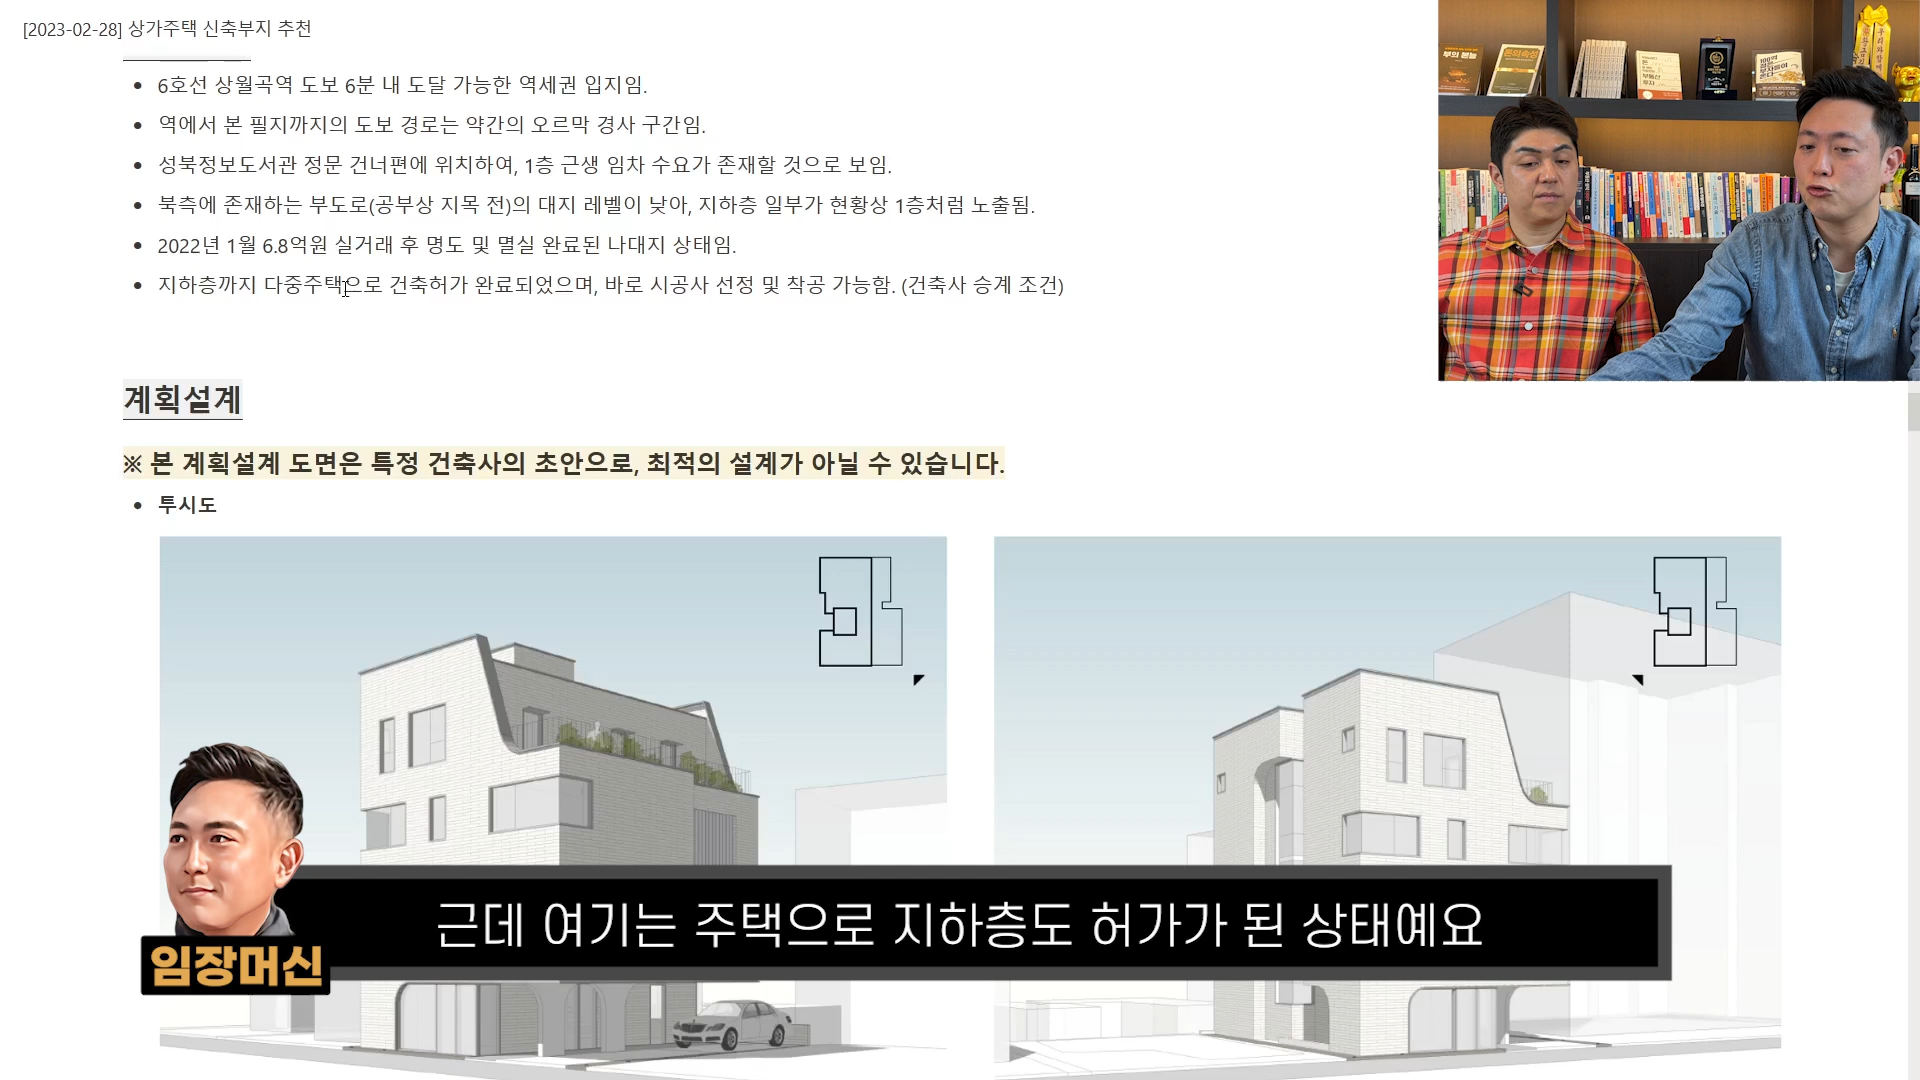 [2023-02-28] 상가주택 신축부지 추천
6호선 상월곡역 도보 6분 내 도달 가능한 역세권 입지임.
역에서 본 필지까지의 도보 경로는 약간의 오르막 경사 구간임.
성북정보도서관 정문 건너편에 위치하여, 1층 근생 임차 수요가 존재할 것으로 보임.
북측에 존재하는 부도로(공부상 지목 전)의 대지 레벨이 낮아, 지하층 일부가 현황상 1층처럼 노출됨.
2022년 1월 6.8억원 실거래 후 명도 및 멸실 완료된 나대지 상태임.
지하층까지 다중주택으로 건축허가 완료되었으며, 바로 시공사 선정 및 착공 가능함. (건축사 승계 조건)
계획설계
※ 본 계획설계 도면은 특정 건축사의 초안으로, 최적의 설계가 아닐 수 있습니다.
투시도
근데 여기는 주택으로 지하층도 허가가 된 상태예요
임장머신
부의 본능
돈의속성